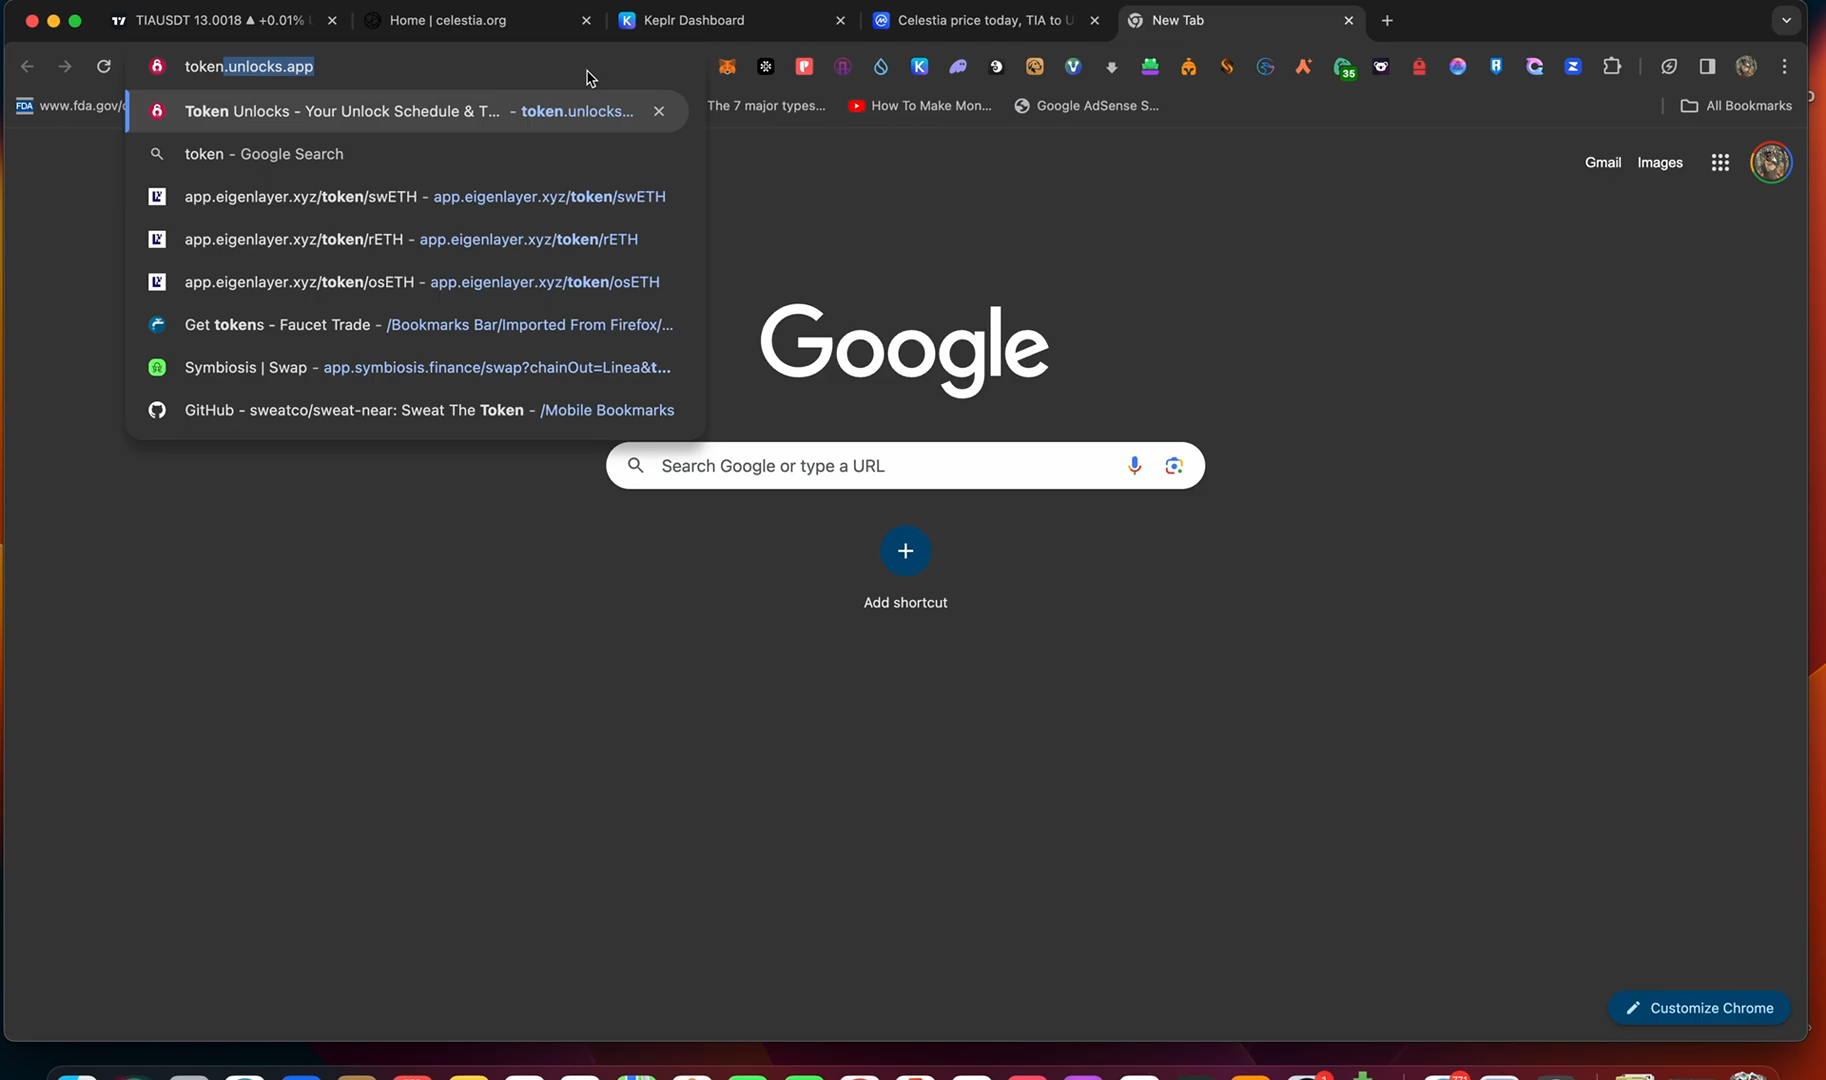 TIAUSDT 13.0018 ▲ +0.01%
Home | celestia.org
Keplr Dashboard
Celestia price today, TIA to U
New Tab
token.unlocks.app
35
www.fda.gov/c
The 7 major types...
How To Make Mon...
Google AdSense S...
All Bookmarks
Token Unlocks - Your Unlock Schedule & T... - token.unlocks...
token - Google Search
app.eigenlayer.xyz/token/swETH - app.eigenlayer.xyz/token/swETH
app.eigenlayer.xyz/token/rETH - app.eigenlayer.xyz/token/rETH
app.eigenlayer.xyz/token/osETH - app.eigenlayer.xyz/token/osETH
Get tokens - Faucet Trade - /Bookmarks Bar/Imported From Firefox/...
Symbiosis | Swap - app.symbiosis.finance/swap?chainOut=Linea&t...
GitHub - sweatco/sweat-near: Sweat The Token - /Mobile Bookmarks
Gmail
Images
Google
Search Google or type a URL
Add shortcut
Customize Chrome